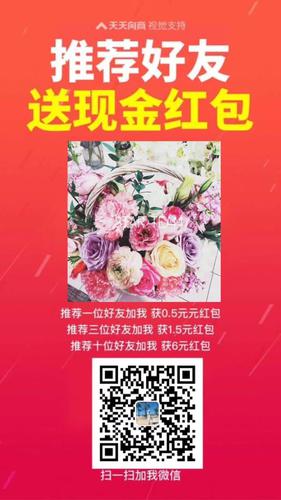 天天向商 视觉支持
推荐好友
送现金红包
推荐一位好友加我 获0.5元元红包
推荐三位好友加我 获1.5元红包
推荐十位好友加我 获6元红包
扫一扫加我微信